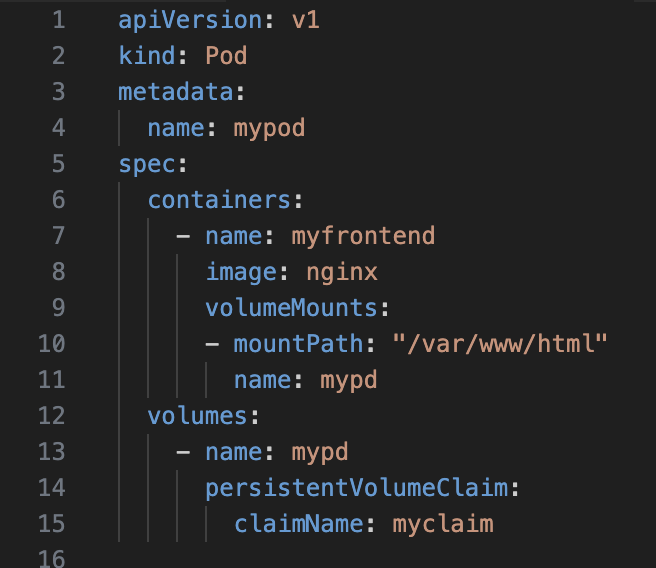 1 apiVersion: v1
2 kind: Pod
3 metadata:
4   name: mypod
5 spec:
6   containers:
7     - name: myfrontend
8       image: nginx
9       volumeMounts:
10       - mountPath: "/var/www/html"
11         name: mypd
12   volumes:
13     - name: mypd
14       persistentVolumeClaim:
15         claimName: myclaim
16